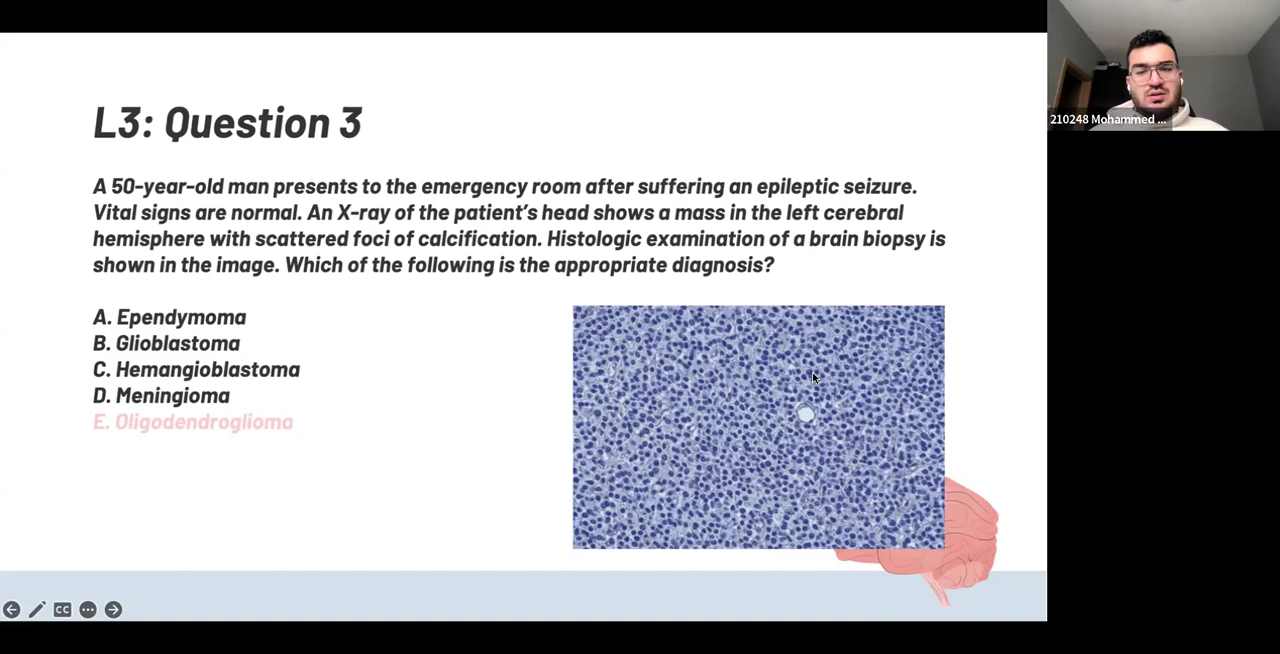 L3: Question 3
A 50-year-old man presents to the emergency room after suffering an epileptic seizure.
Vital signs are normal. An X-ray of the patient's head shows a mass in the left cerebral
hemisphere with scattered foci of calcification. Histologic examination of a brain biopsy is
shown in the image. Which of the following is the appropriate diagnosis?
A. Ependymoma
B. Glioblastoma
C. Hemangioblastoma
D. Meningioma
E. Oligodendroglioma
210248 Mohammed ...
CC